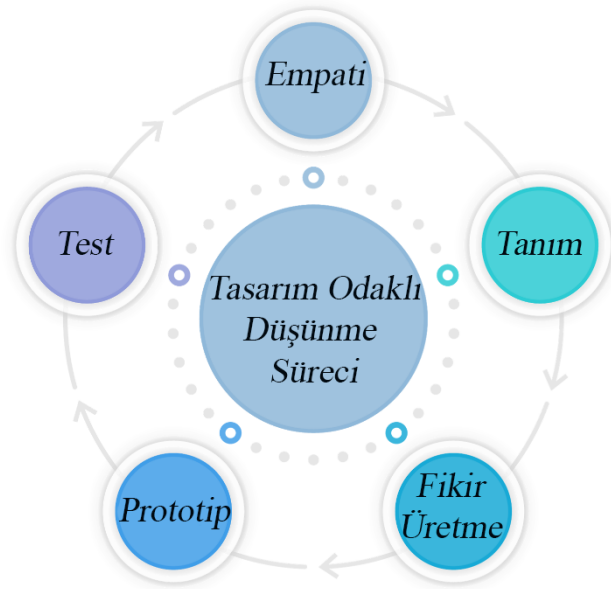 Empati
Tanım
Fikir
Üretme
Prototip
Test
Tasarım Odaklı
Düşünme
Süreci